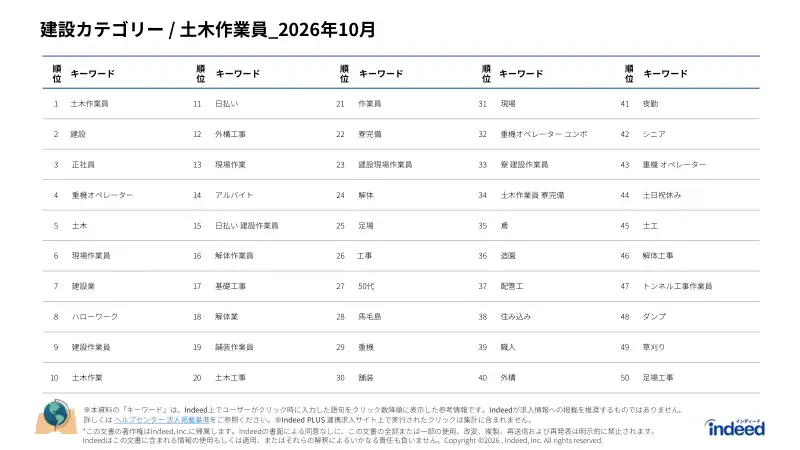 建設カテゴリー / 土木作業員_2026年10月
順位 キーワード 順位 キーワード 順位 キーワード 順位 キーワード 順位 キーワード
1 土木作業員 11 日払い 21 作業員 31 現場 41 夜勤
2 建設 12 外構工事 22 寮完備 32 重機オペレーター ユンボ 42 シニア
3 正社員 13 現場作業 23 建設現場作業員 33 寮 建設作業員 43 重機 オペレーター
4 重機オペレーター 14 アルバイト 24 解体 34 土木作業員 寮完備 44 土日祝休み
5 土木 15 日払い 建設作業員 25 足場 35 鳶 45 土工
6 現場作業員 16 解体作業員 26 工事 36 造園 46 解体工事
7 建設業 17 基礎工事 27 50代 37 配管工 47 トンネル工事作業員
8 ハローワーク 18 解体業 28 馬毛島 38 住み込み 48 ダンプ
9 建設作業員 19 舗装作業員 29 重機 39 職人 49 草刈り
10 土木作業 20 土木工事 30 舗装 40 外構 50 足場工事
※本資料の「キーワード」は、Indeed上でユーザーがクリック時に入力した語句をクリック数降順に表示した参考情報です。Indeedが求人情報への掲載を推奨するものではありません。
詳しくは ヘルプセンター 求人掲載基準をご参照ください。※Indeed PLUS 連携求人サイト上で実行されたクリックは集計に含まれません。
*この文書の著作権はIndeed, Inc.に帰属します。Indeedの書面による同意なしに、この文書の全部または一部の使用、改変、複製、再送信および再発表は明示的に禁止されます。
Indeedはこの文書に含まれる情報の使用もしくは適用、またはそれらの解釈によるいかなる責任も負いません。Copyright ©2026 , Indeed, Inc. All rights reserved.
インディード
indeed